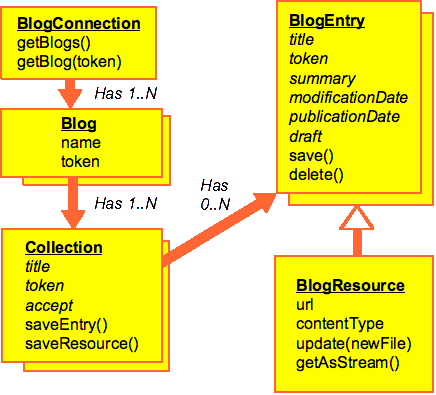 BlogConnection
getBlogs()
getBlog(token)
Has 1..N
Blog
name
token
Has 1..N
Collection
title
token
accept
saveEntry()
saveResource()
Has
0..N
BlogEntry
title
token
summary
modificationDate
publicationDate
draft
save()
delete()
BlogResource
url
contentType
update(newFile)
getAsStream()